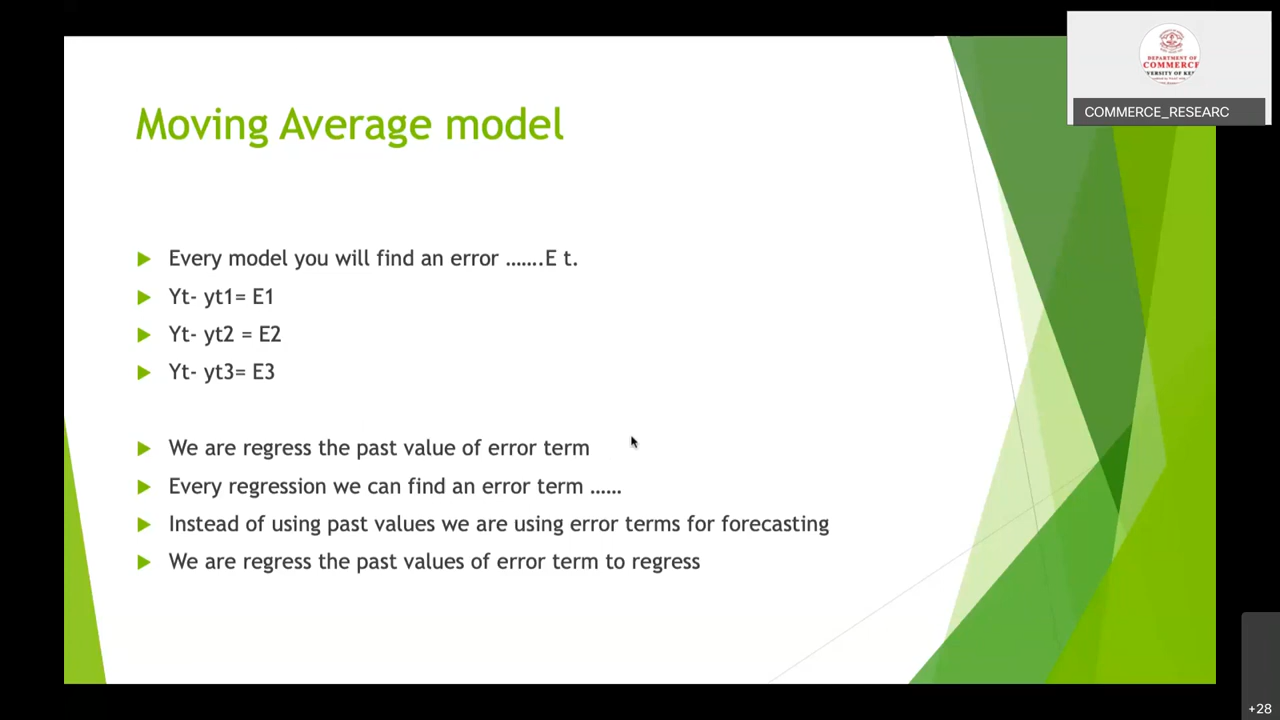 Moving Average model
Every model you will find an error …….E t.
Yt- yt1= E1
Yt- yt2 = E2
Yt- yt3= E3
We are regress the past value of error term
Every regression we can find an error term ……
Instead of using past values we are using error terms for forecasting
We are regress the past values of error term to regress
DEPARTMENT OF
COMMERCE_RESEARC
+28